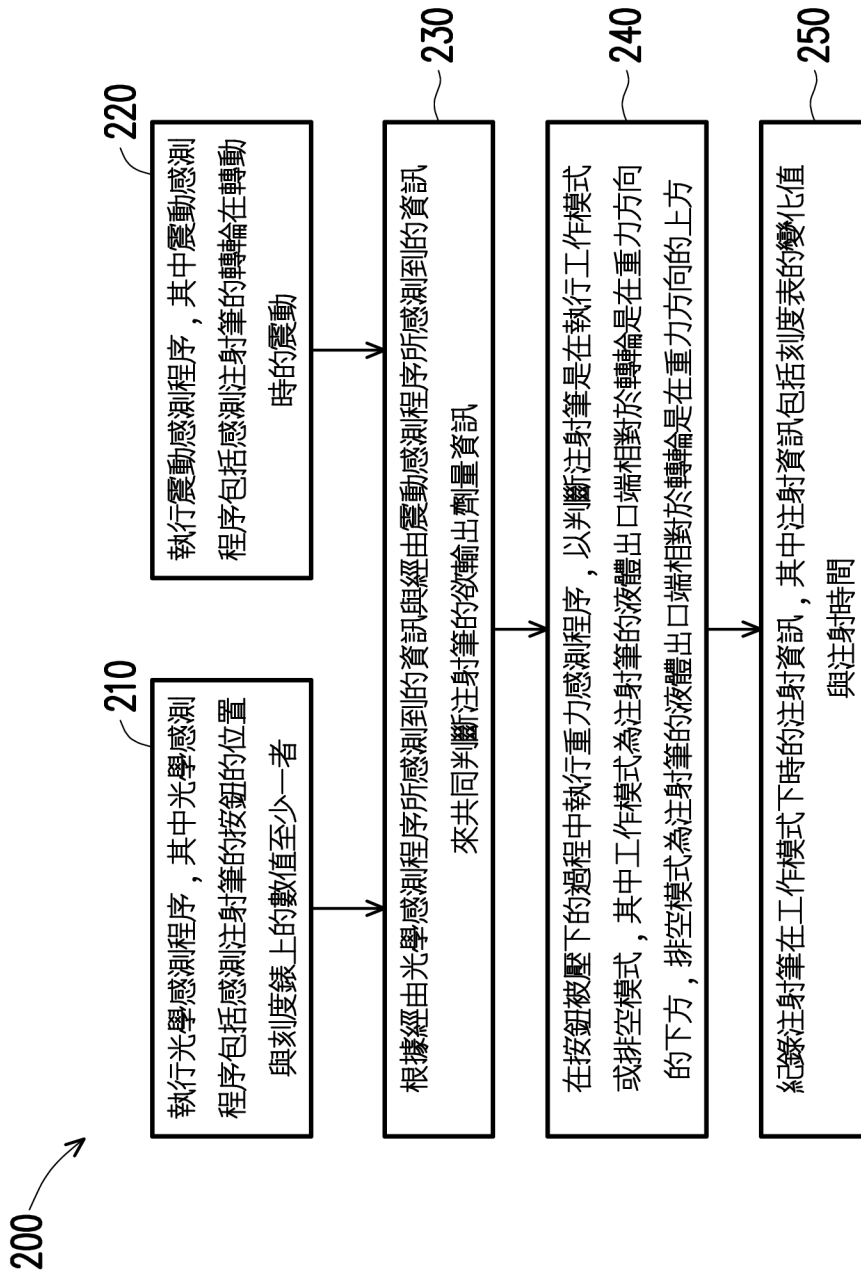 200
210
執行光學感測程序，其中光學感測
程序包括感測注射筆的按鈕的位置
與刻度錶上的數值至少一者
220
執行震動感測程序，其中震動感測
程序包括感測注射筆的轉輪在轉動
時的震動
230
根據經由光學感測程序所感測到的資訊與經由震動感測程序所感測到的資訊
來共同判斷注射筆的欲輸出劑量資訊
240
在按鈕被壓下的過程中執行重力感測程序，以判斷注射筆是在執行工作模式
或排空模式，其中工作模式為注射筆的液體出口端相對於轉輪是在重力方向
的下方，排空模式為注射筆的液體出口端相對於轉輪是在重力方向的上方
250
紀錄注射筆在工作模式下時的注射資訊，其中注射資訊包括刻度表的變化值
與注射時間